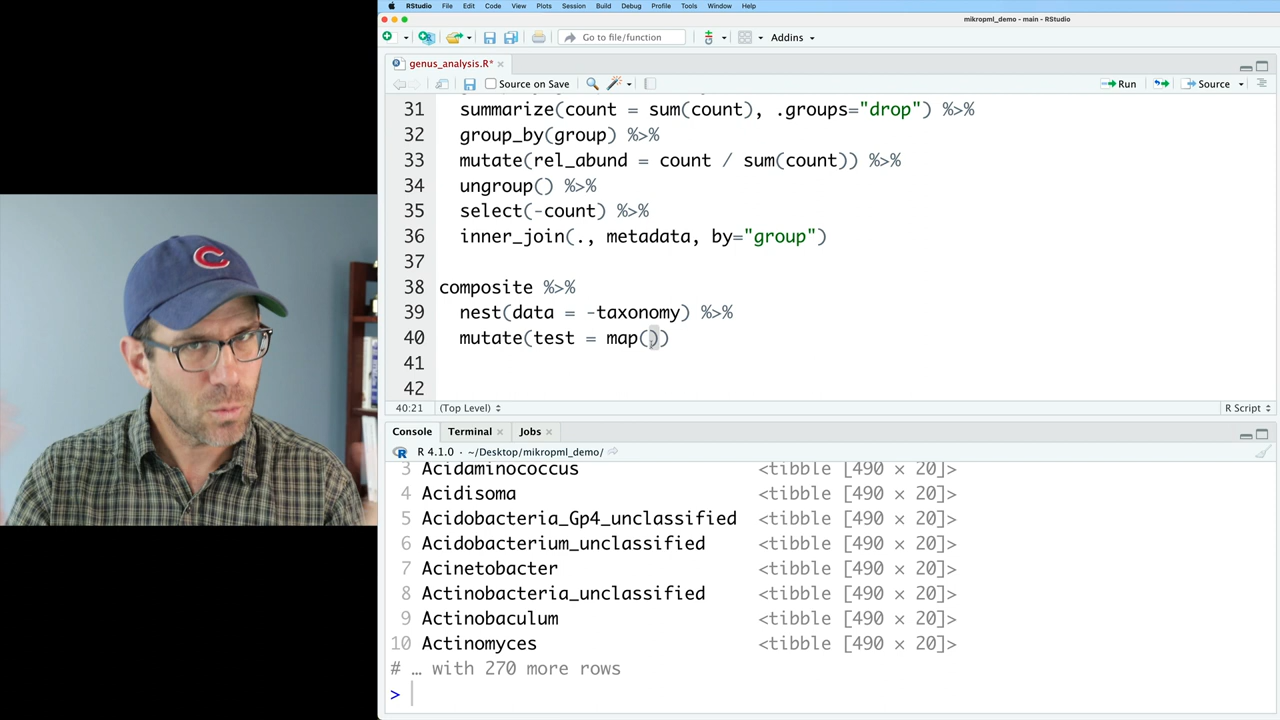 RStudio File Edit Code View Plots Session Build Debug Profile Tools Window Help
mikropml_demo - main - RStudio
Go to file/function Addins
genus_analysis.R*
Source on Save Run Source
31 summarize(count = sum(count), .groups="drop") %>%
32 group_by(group) %>%
33 mutate(rel_abund = count / sum(count)) %>%
34 ungroup() %>%
35 select(-count) %>%
36 inner_join(., metadata, by="group")
37
38 composite %>%
39 nest(data = -taxonomy) %>%
40 mutate(test = map())
41
42
40:21 (Top Level) R Script
Console Terminal Jobs
R 4.1.0 · ~/Desktop/mikropml_demo/
3 Acidaminococcus <tibble [490 × 20]>
4 Acidisoma <tibble [490 × 20]>
5 Acidobacteria_Gp4_unclassified <tibble [490 × 20]>
6 Acidobacterium_unclassified <tibble [490 × 20]>
7 Acinetobacter <tibble [490 × 20]>
8 Actinobacteria_unclassified <tibble [490 × 20]>
9 Actinobaculum <tibble [490 × 20]>
10 Actinomyces <tibble [490 × 20]>
# … with 270 more rows
>
C